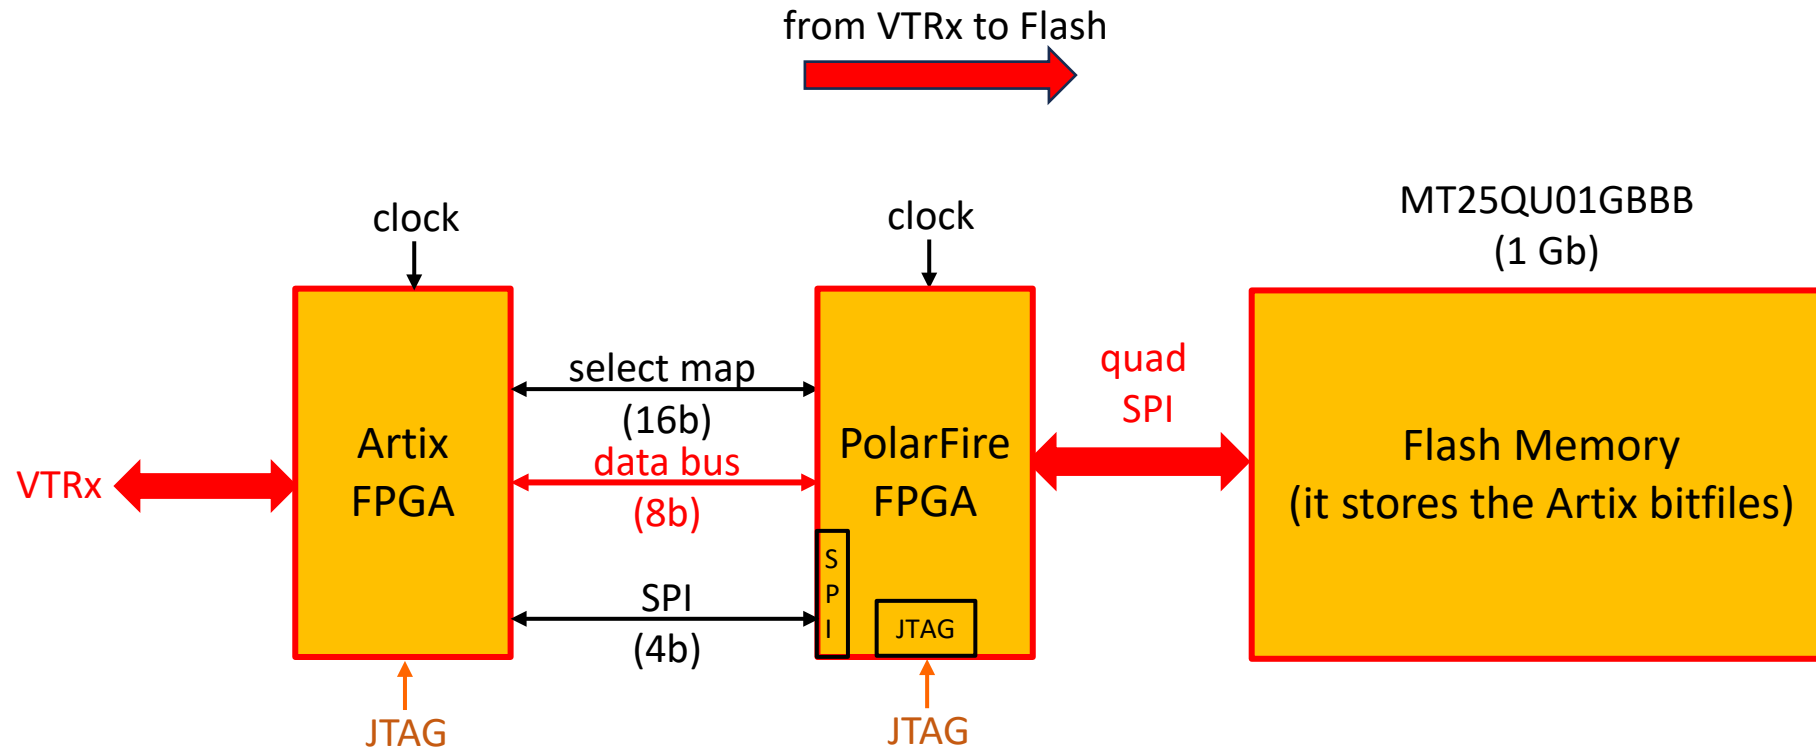 from VTRx to Flash
MT25QU01GBBB
(1 Gb)
clock
clock
select map
(16b)
data bus
(8b)
SPI
(4b)
VTRx
Artix
FPGA
PolarFire
FPGA
SPI
JTAG
quad
SPI
Flash Memory
(it stores the Artix bitfiles)
JTAG
JTAG